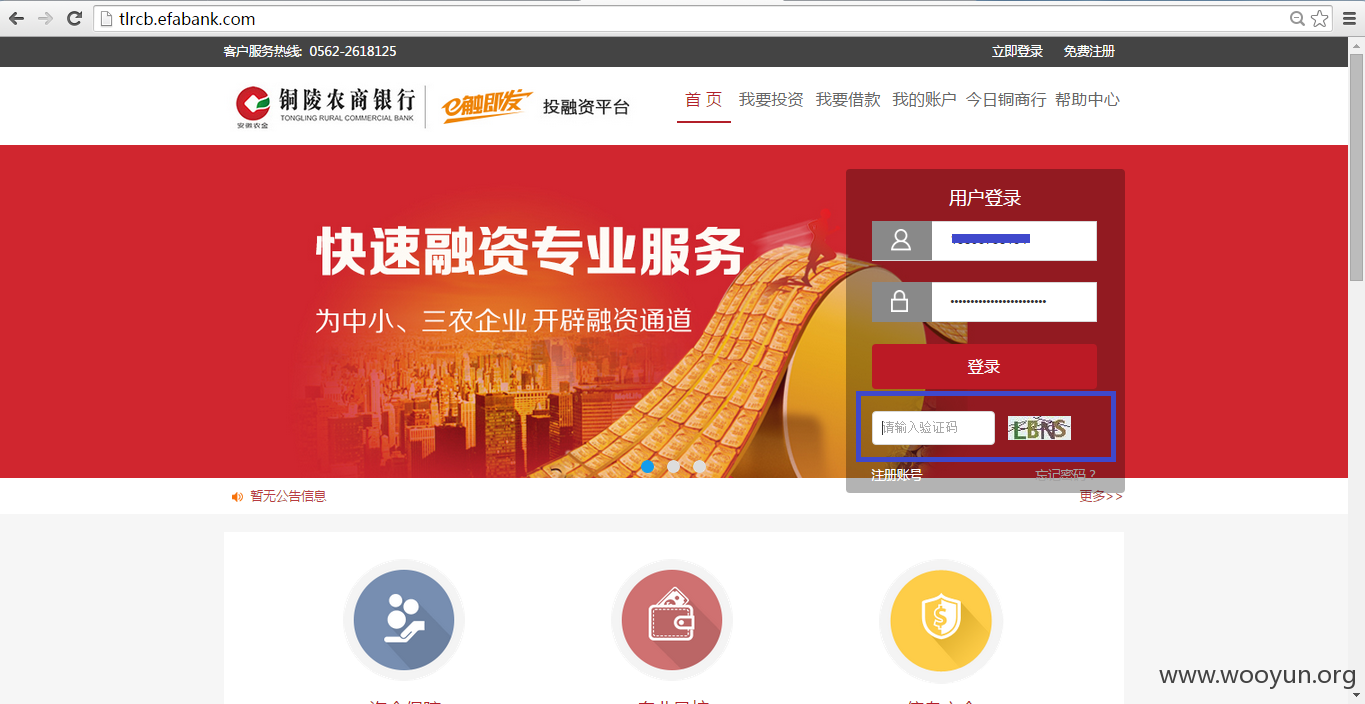 tlrcb.efabank.com
客户服务热线: 0562-2618125
立即登录 免费注册
铜陵农商银行
TONGLING RURAL COMMERCIAL BANK
安徽农金
e触即发 投融资平台
首 页 我要投资 我要借款 我的账户 今日铜商行 帮助中心
快速融资专业服务
为中小、三农企业 开辟融资通道
用户登录
登录
请输入验证码
LBNS
注册账号 忘记密码？
暂无公告信息
更多>>
www.wooyun.org